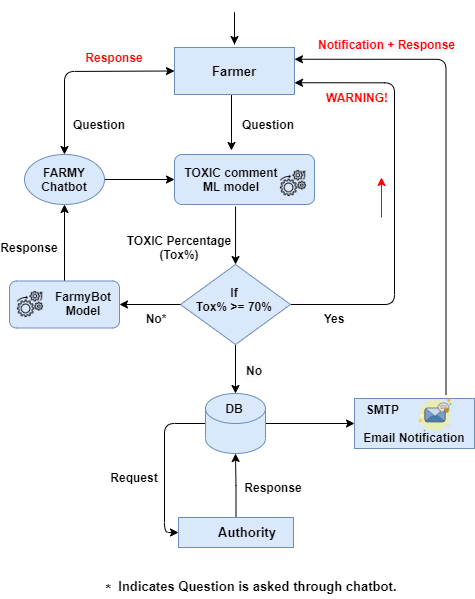 Response
Notification + Response
Farmer
WARNING!
Question
Question
FARMY
Chatbot
TOXIC comment
ML model
TOXIC Percentage
(Tox%)
Response
FarmyBot
Model
If
Tox% >= 70%
No*
Yes
No
DB
SMTP
Email Notification
Request
Response
Authority
* Indicates Question is asked through chatbot.